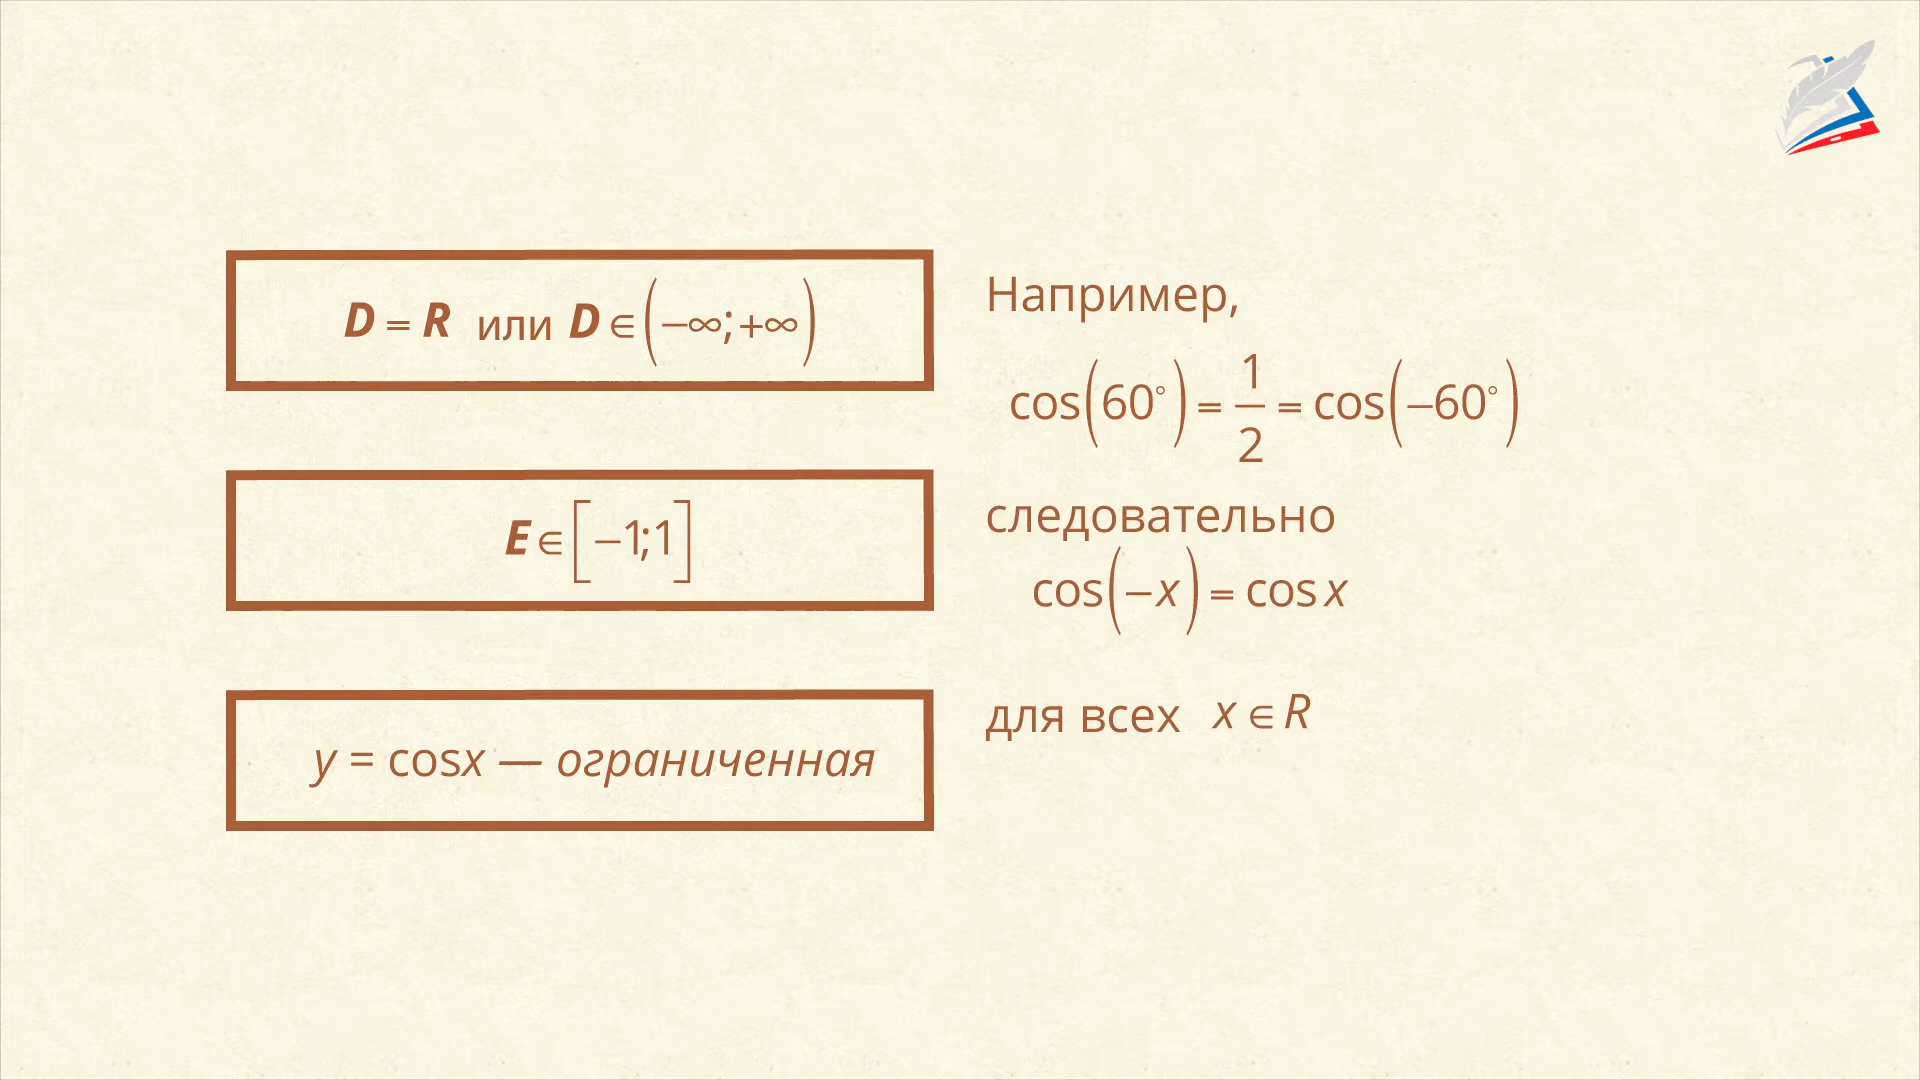 D = R или D ∈ (−∞; +∞)
E ∈ [−1;1]
y = cosx — ограниченная
Например,
cos(60°) = 1/2 = cos(−60°)
следовательно
cos(−x) = cos x
для всех x ∈ R